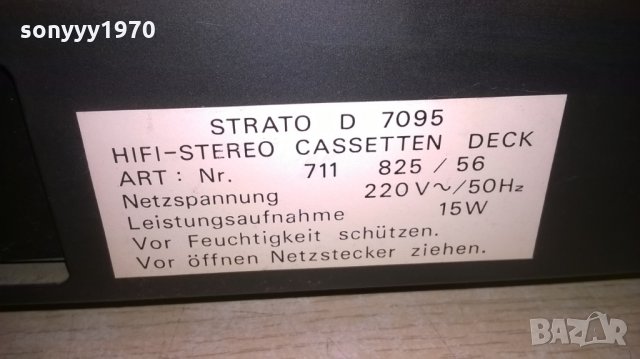 sonyyy1970
STRATO D 7095
HIFI-STEREO CASSETTEN DECK
ART: Nr. 711 825/56
Netzspannung 220V~/50Hz
Leistungsaufnahme 15W
Vor Feuchtigkeit schützen.
Vor öffnen Netzstecker ziehen.
BAZAR